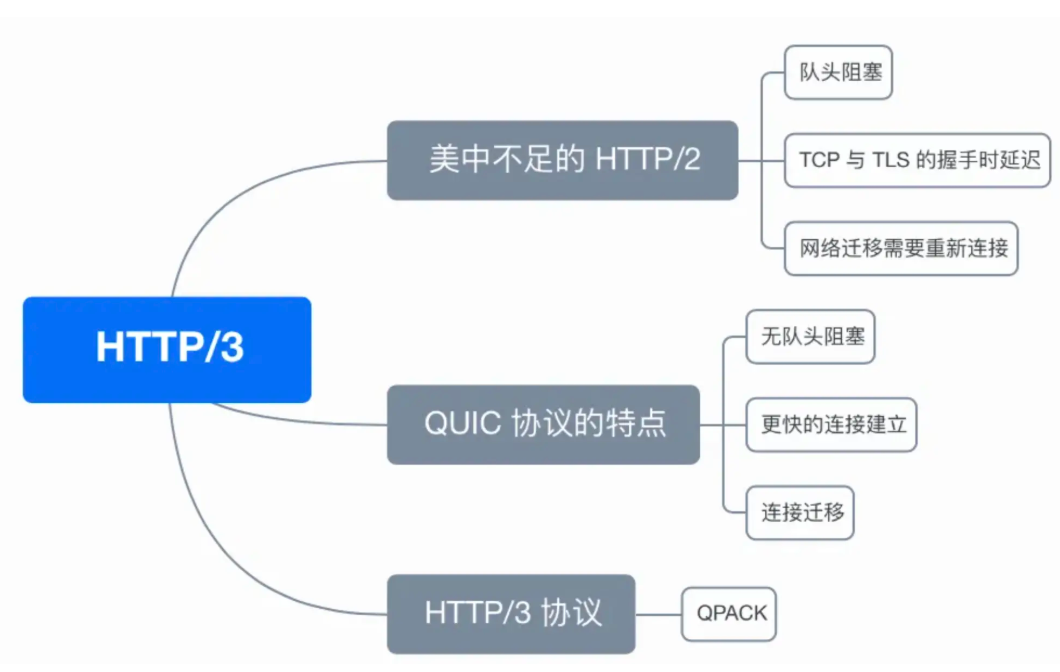 HTTP/3
美中不足的 HTTP/2
队头阻塞
TCP 与 TLS 的握手时延迟
网络迁移需要重新连接
QUIC 协议的特点
无队头阻塞
更快的连接建立
连接迁移
HTTP/3 协议
QPACK